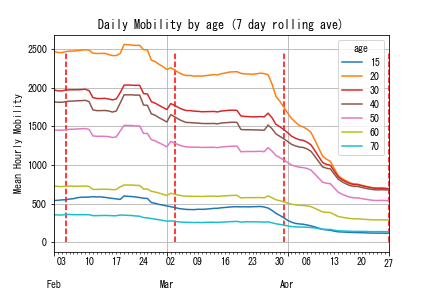 Daily Mobility by age (7 day rolling ave)
Mean Hourly Mobility
2500
2000
1500
1000
500
0
age
15
20
30
40
50
60
70
03 10 17 24 02 09 16 23 30 06 13 20 27
Feb Mar Apr